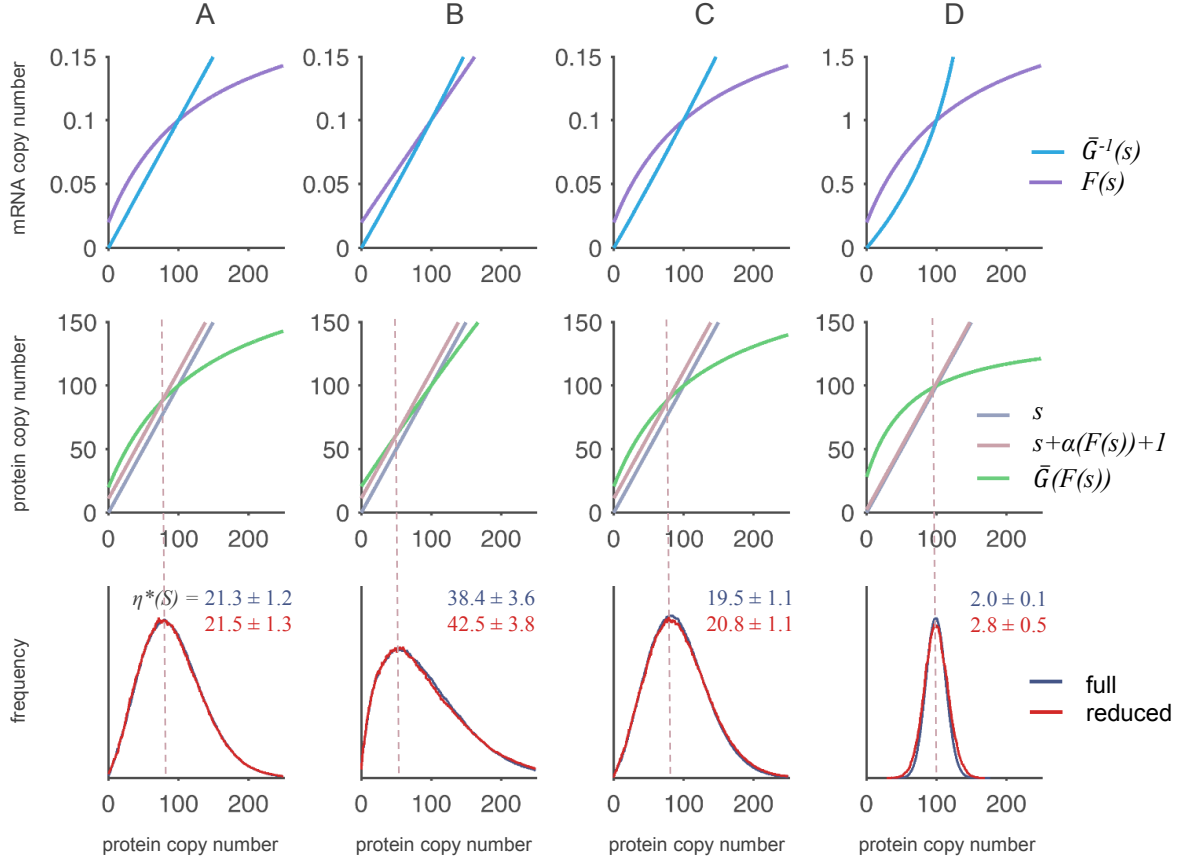 A B C D
mRNA copy number
0.15 0.15 0.15 1.5
0.1 0.1 0.1 1
0.05 0.05 0.05 0.5
0 0 0 0
0 100 200 0 100 200 0 100 200 0 100 200
Ḡ⁻¹(s)
F(s)
protein copy number
150 150 150 150
100 100 100 100
50 50 50 50
0 0 0 0
0 100 200 0 100 200 0 100 200 0 100 200
s
s+α(F(s))+1
Ḡ(F(s))
frequency
η*(S) = 21.3 ± 1.2 38.4 ± 3.6 19.5 ± 1.1 2.0 ± 0.1
21.5 ± 1.3 42.5 ± 3.8 20.8 ± 1.1 2.8 ± 0.5
full
reduced
0 100 200 0 100 200 0 100 200 0 100 200
protein copy number protein copy number protein copy number protein copy number